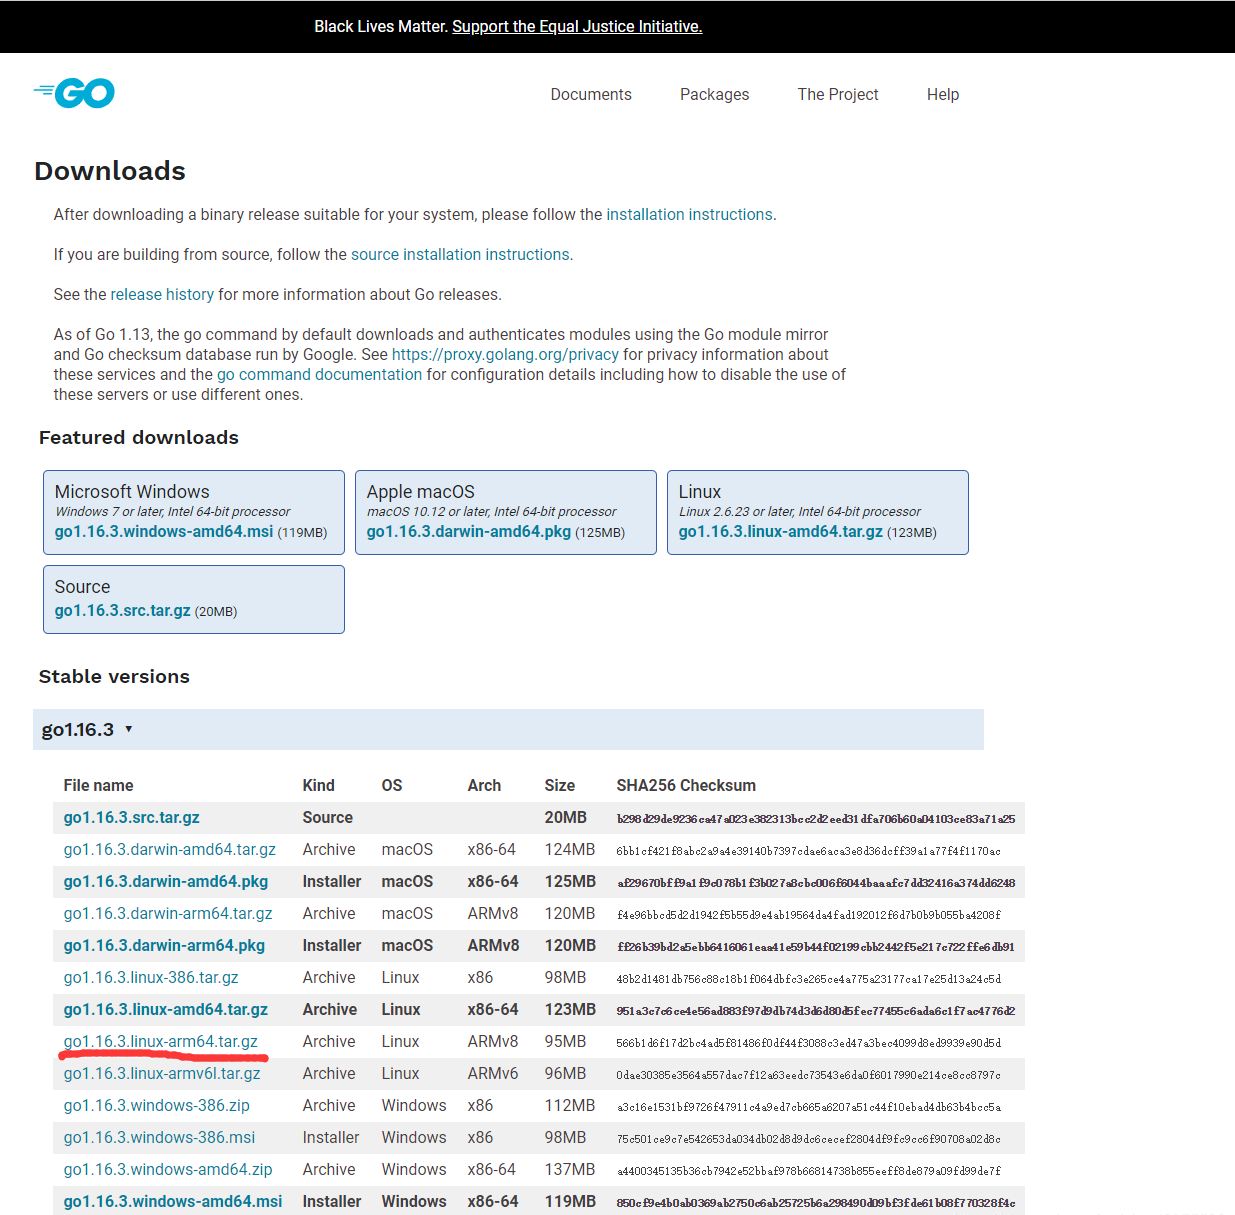 Black Lives Matter. Support the Equal Justice Initiative.
GO
Documents Packages The Project Help
Downloads
After downloading a binary release suitable for your system, please follow the installation instructions.
If you are building from source, follow the source installation instructions.
See the release history for more information about Go releases.
As of Go 1.13, the go command by default downloads and authenticates modules using the Go module mirror
and Go checksum database run by Google. See https://proxy.golang.org/privacy for privacy information about
these services and the go command documentation for configuration details including how to disable the use of
these servers or use different ones.
Featured downloads
Microsoft Windows
Windows 7 or later, Intel 64-bit processor
go1.16.3.windows-amd64.msi (119MB)
Apple macOS
macOS 10.12 or later, Intel 64-bit processor
go1.16.3.darwin-amd64.pkg (125MB)
Linux
Linux 2.6.23 or later, Intel 64-bit processor
go1.16.3.linux-amd64.tar.gz (123MB)
Source
go1.16.3.src.tar.gz (20MB)
Stable versions
go1.16.3 ▾
File name Kind OS Arch Size SHA256 Checksum
go1.16.3.src.tar.gz Source 20MB b298d29de9236ca47a023e382313bcc2d2eed31dfa706b60a04103ce83a71a25
go1.16.3.darwin-amd64.tar.gz Archive macOS x86-64 124MB 6bb1cf421f8abc2a9a4e39140b7397cdae6aca3e8d36dcff39a1a77f4f1170ac
go1.16.3.darwin-amd64.pkg Installer macOS x86-64 125MB af29670bff9a1f9c078b1f3b027a8cbc006f6044baaafc7dd32416a374dd6248
go1.16.3.darwin-arm64.tar.gz Archive macOS ARMv8 120MB f4e96bbcd5d2d1942f5b55d9e4ab19564da4fad192012f6d7b0b9b055ba4208f
go1.16.3.darwin-arm64.pkg Installer macOS ARMv8 120MB ff26b39bd2a5ebb6416061eaa41e59b44f02199cbb2442f5e217c722ffe6db91
go1.16.3.linux-386.tar.gz Archive Linux x86 98MB 48b2d1481db756c88c18b1f064dbfc3e265ce4a775a23177ca17e25d13a24c5d
go1.16.3.linux-amd64.tar.gz Archive Linux x86-64 123MB 951a3c7c6ce4e56ad883f97d9db74d3d6d80d5fec77455c6ada6c1f7ac4776d2
go1.16.3.linux-arm64.tar.gz Archive Linux ARMv8 95MB 566b1d6f17d2bc4ad5f81486f0df44f3088c3ed47a3bec4099d8ed9939e90d5d
go1.16.3.linux-armv6l.tar.gz Archive Linux ARMv6 96MB 0dae30385e3564a557dac7f12a63eedc73543e6da0f6017990e214ce8cc8797c
go1.16.3.windows-386.zip Archive Windows x86 112MB a3c16e1531bf9726f47911c4a9ed7cb665a6207a51c44f10ebad4db63b4bcc5a
go1.16.3.windows-386.msi Installer Windows x86 98MB 75c501ce9c7e542653da034db02d8d9dc6cecef2804df9fc9cc6f90708a02d8c
go1.16.3.windows-amd64.zip Archive Windows x86-64 137MB a4400345135b36cb7942e52bbaf978b66814738b855eeff8de879a09fd99de7f
go1.16.3.windows-amd64.msi Installer Windows x86-64 119MB 850cf9e4b0ab0369ab2750c6ab25725b6a298490d09bf3fde61b08f770328f4c